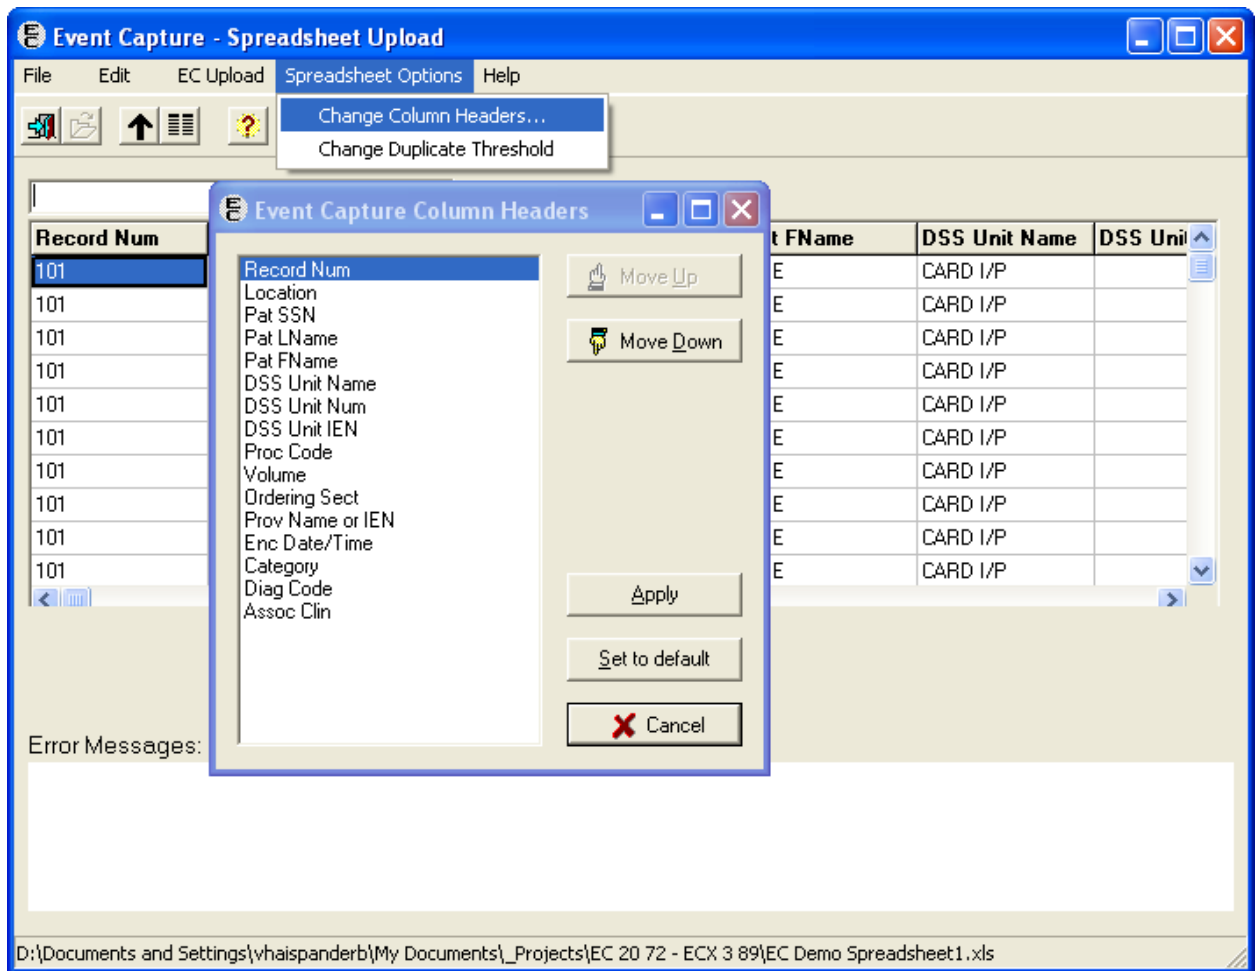 Event Capture - Spreadsheet Upload
File Edit EC Upload Spreadsheet Options Help
Change Column Headers...
Change Duplicate Threshold
Event Capture Column Headers
Record Num
Location
Pat SSN
Pat LName
Pat FName
DSS Unit Name
DSS Unit Num
DSS Unit IEN
Proc Code
Volume
Ordering Sect
Prov Name or IEN
Enc Date/Time
Category
Diag Code
Assoc Clin
Move Up
Move Down
Apply
Set to default
Cancel
Record Num t FName DSS Unit Name DSS Unit
101 E CARD I/P
101 E CARD I/P
101 E CARD I/P
101 E CARD I/P
101 E CARD I/P
101 E CARD I/P
101 E CARD I/P
101 E CARD I/P
101 E CARD I/P
101 E CARD I/P
Error Messages:
D:\Documents and Settings\vhaispanderb\My Documents\_Projects\EC 20 72 - ECX 3 89\EC Demo Spreadsheet1.xls